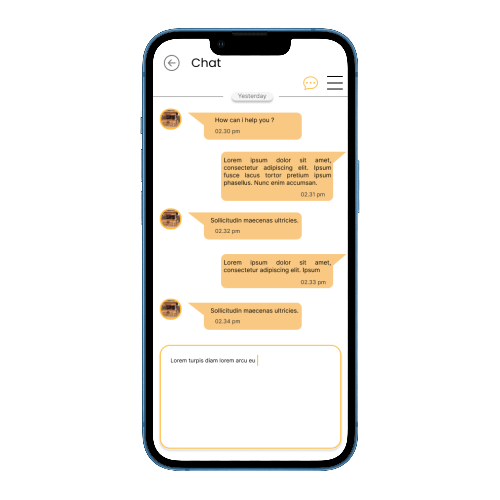 Chat
Yesterday
How can i help you ?
02.30 pm
Lorem ipsum dolor sit amet,
consectetur adipiscing elit. Ipsum
fusce lacus tortor pretium ipsum
phasellus. Nunc enim accumsan.
02.31 pm
Sollicitudin maecenas ultricies.
02.32 pm
Lorem ipsum dolor sit amet,
consectetur adipiscing elit. Ipsum
02.33 pm
Sollicitudin maecenas ultricies.
02.34 pm
Lorem turpis diam lorem arcu eu